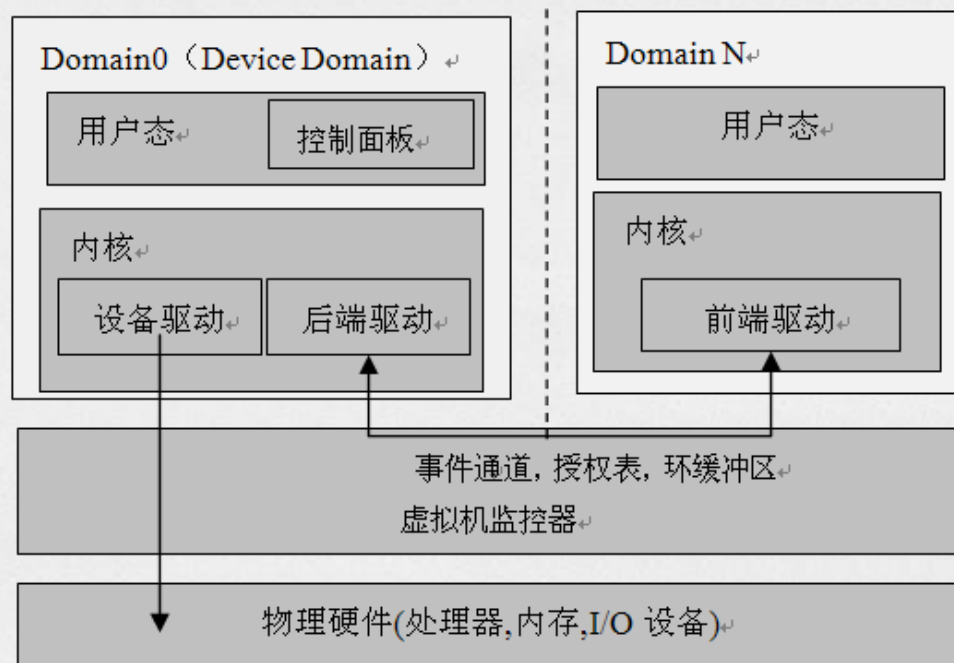 Domain0（Device Domain）
用户态
控制面板
内核
设备驱动
后端驱动
Domain N
用户态
内核
前端驱动
事件通道, 授权表, 环缓冲区
虚拟机监控器
物理硬件(处理器,内存,I/O 设备)